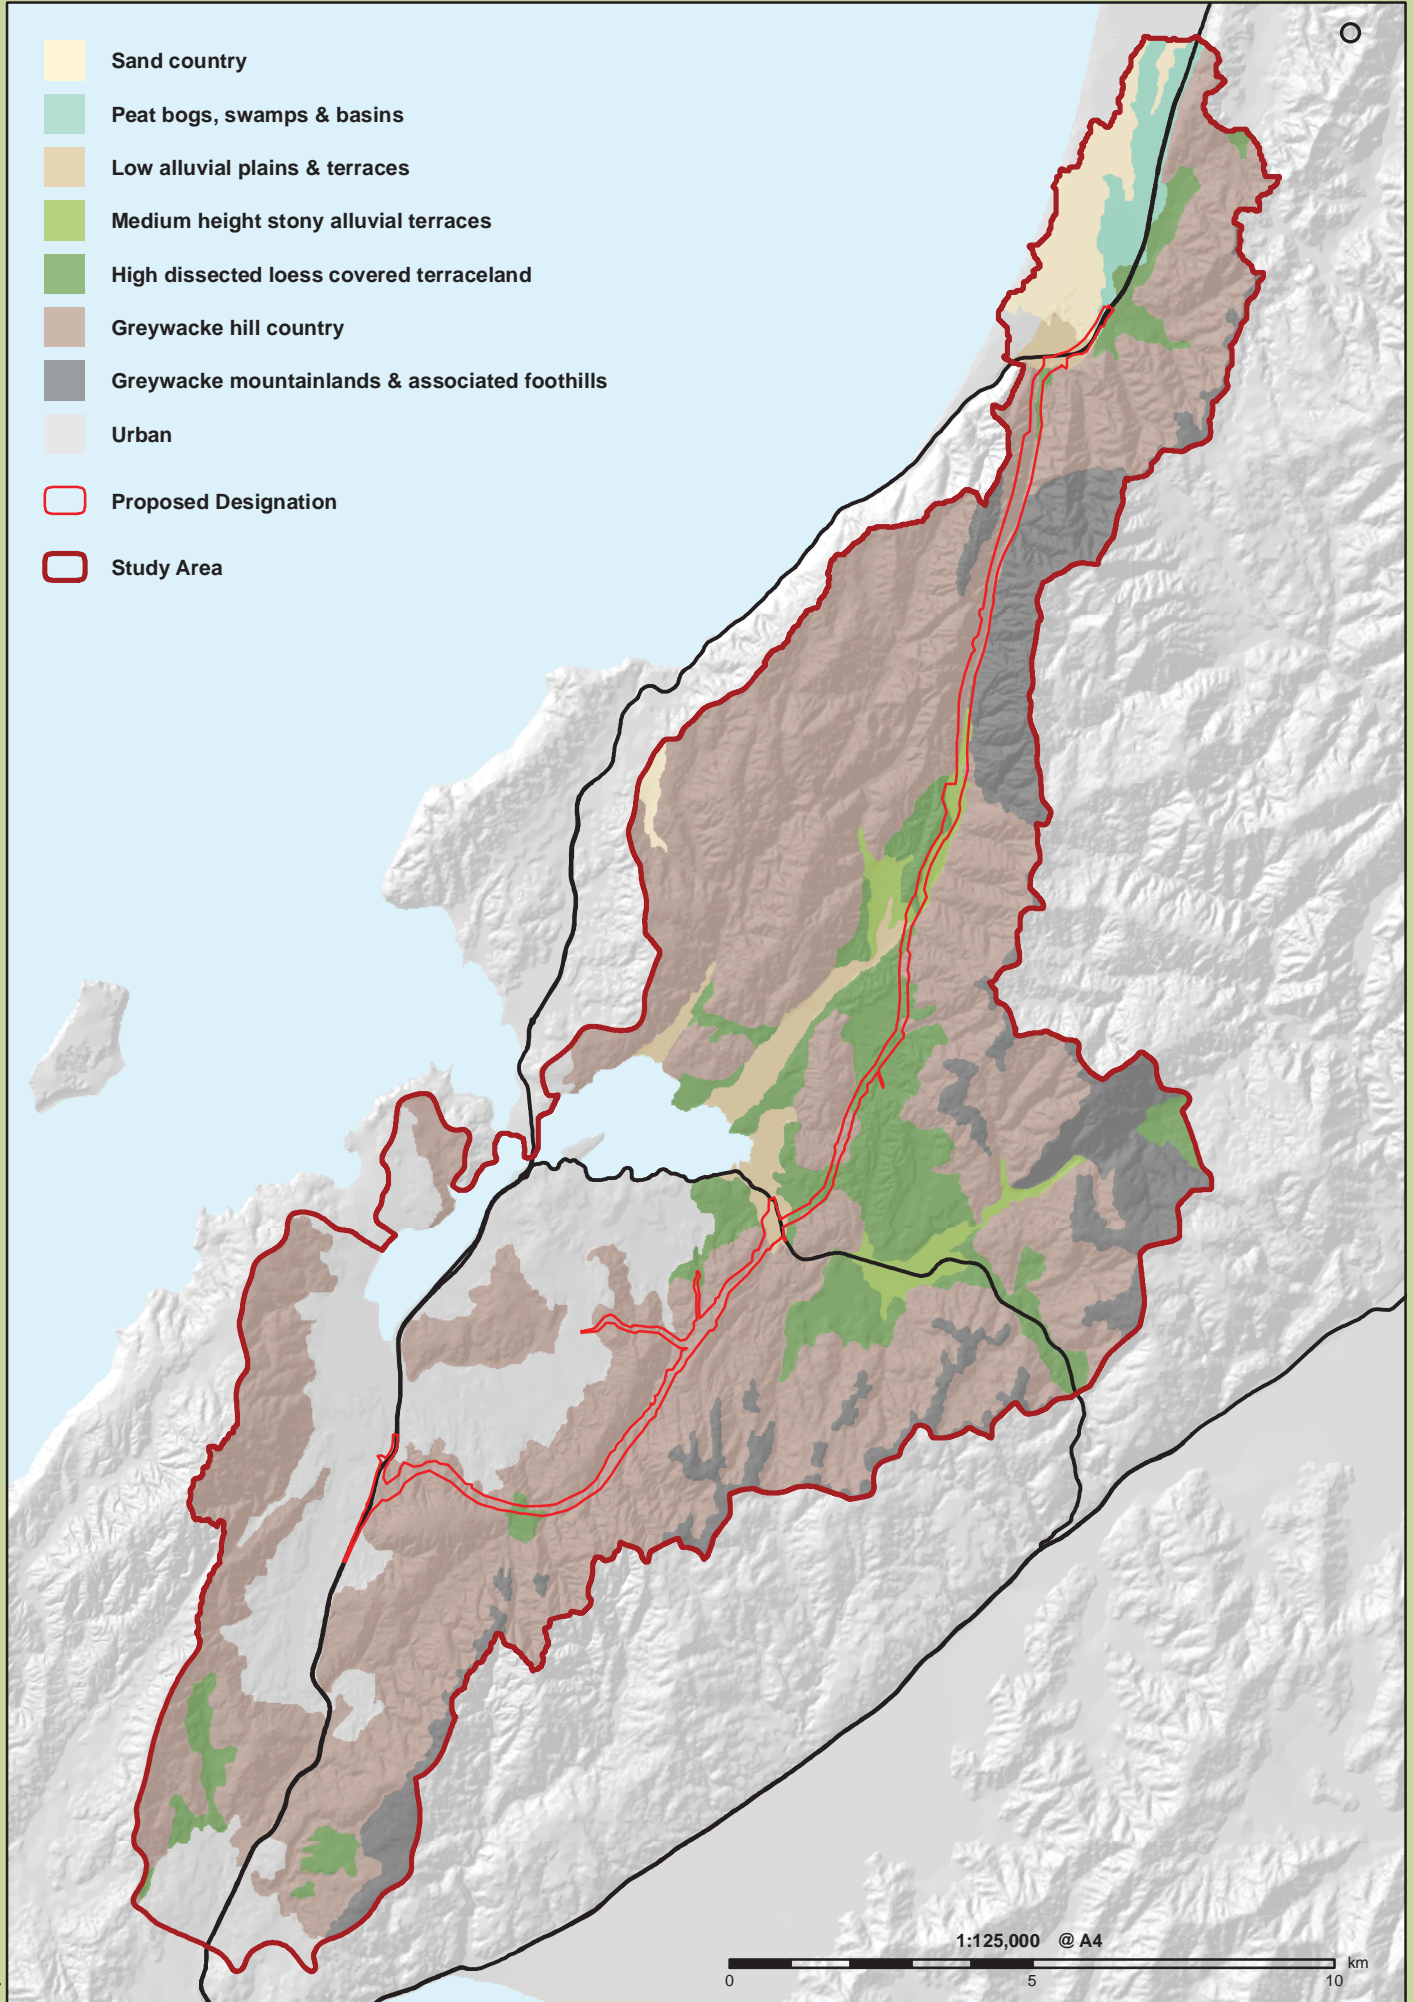 Sand country
Peat bogs, swamps & basins
Low alluvial plains & terraces
Medium height stony alluvial terraces
High dissected loess covered terraceland
Greywacke hill country
Greywacke mountainlands & associated foothills
Urban
Proposed Designation
Study Area
1:125,000 @ A4
km
0 5 10